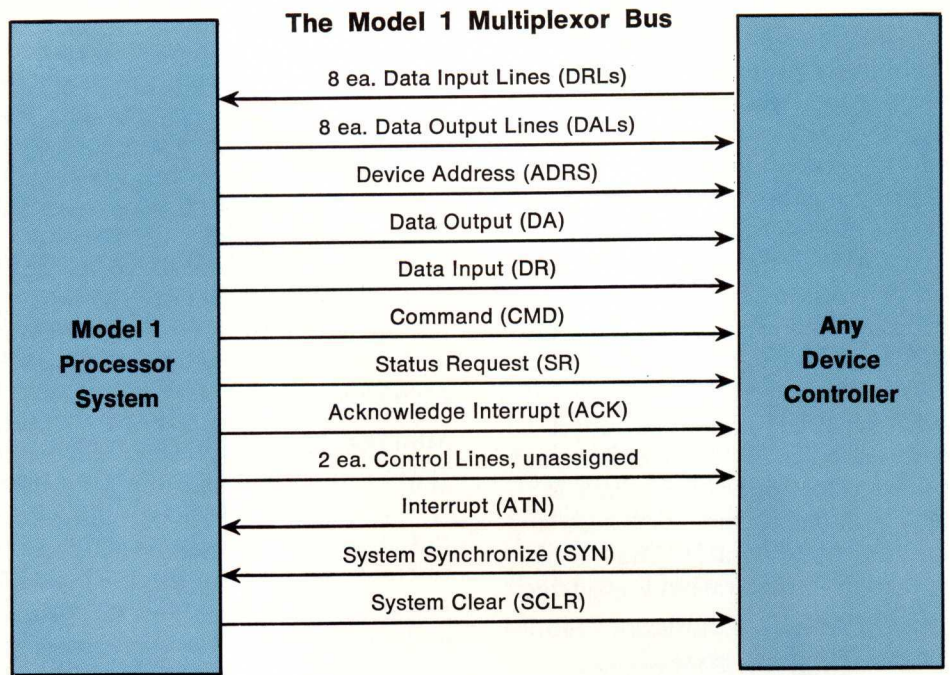 The Model 1 Multiplexor Bus
8 ea. Data Input Lines (DRLs)
8 ea. Data Output Lines (DALs)
Device Address (ADRS)
Data Output (DA)
Data Input (DR)
Command (CMD)
Status Request (SR)
Acknowledge Interrupt (ACK)
2 ea. Control Lines, unassigned
Interrupt (ATN)
System Synchronize (SYN)
System Clear (SCLR)
Model 1
Processor
System
Any
Device
Controller